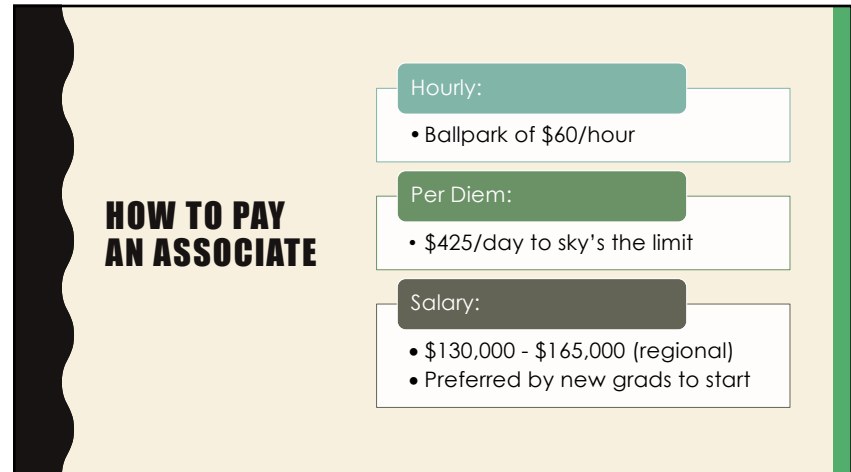 HOW TO PAY
AN ASSOCIATE
Hourly:
• Ballpark of $60/hour
Per Diem:
• $425/day to sky’s the limit
Salary:
• $130,000 - $165,000 (regional)
• Preferred by new grads to start